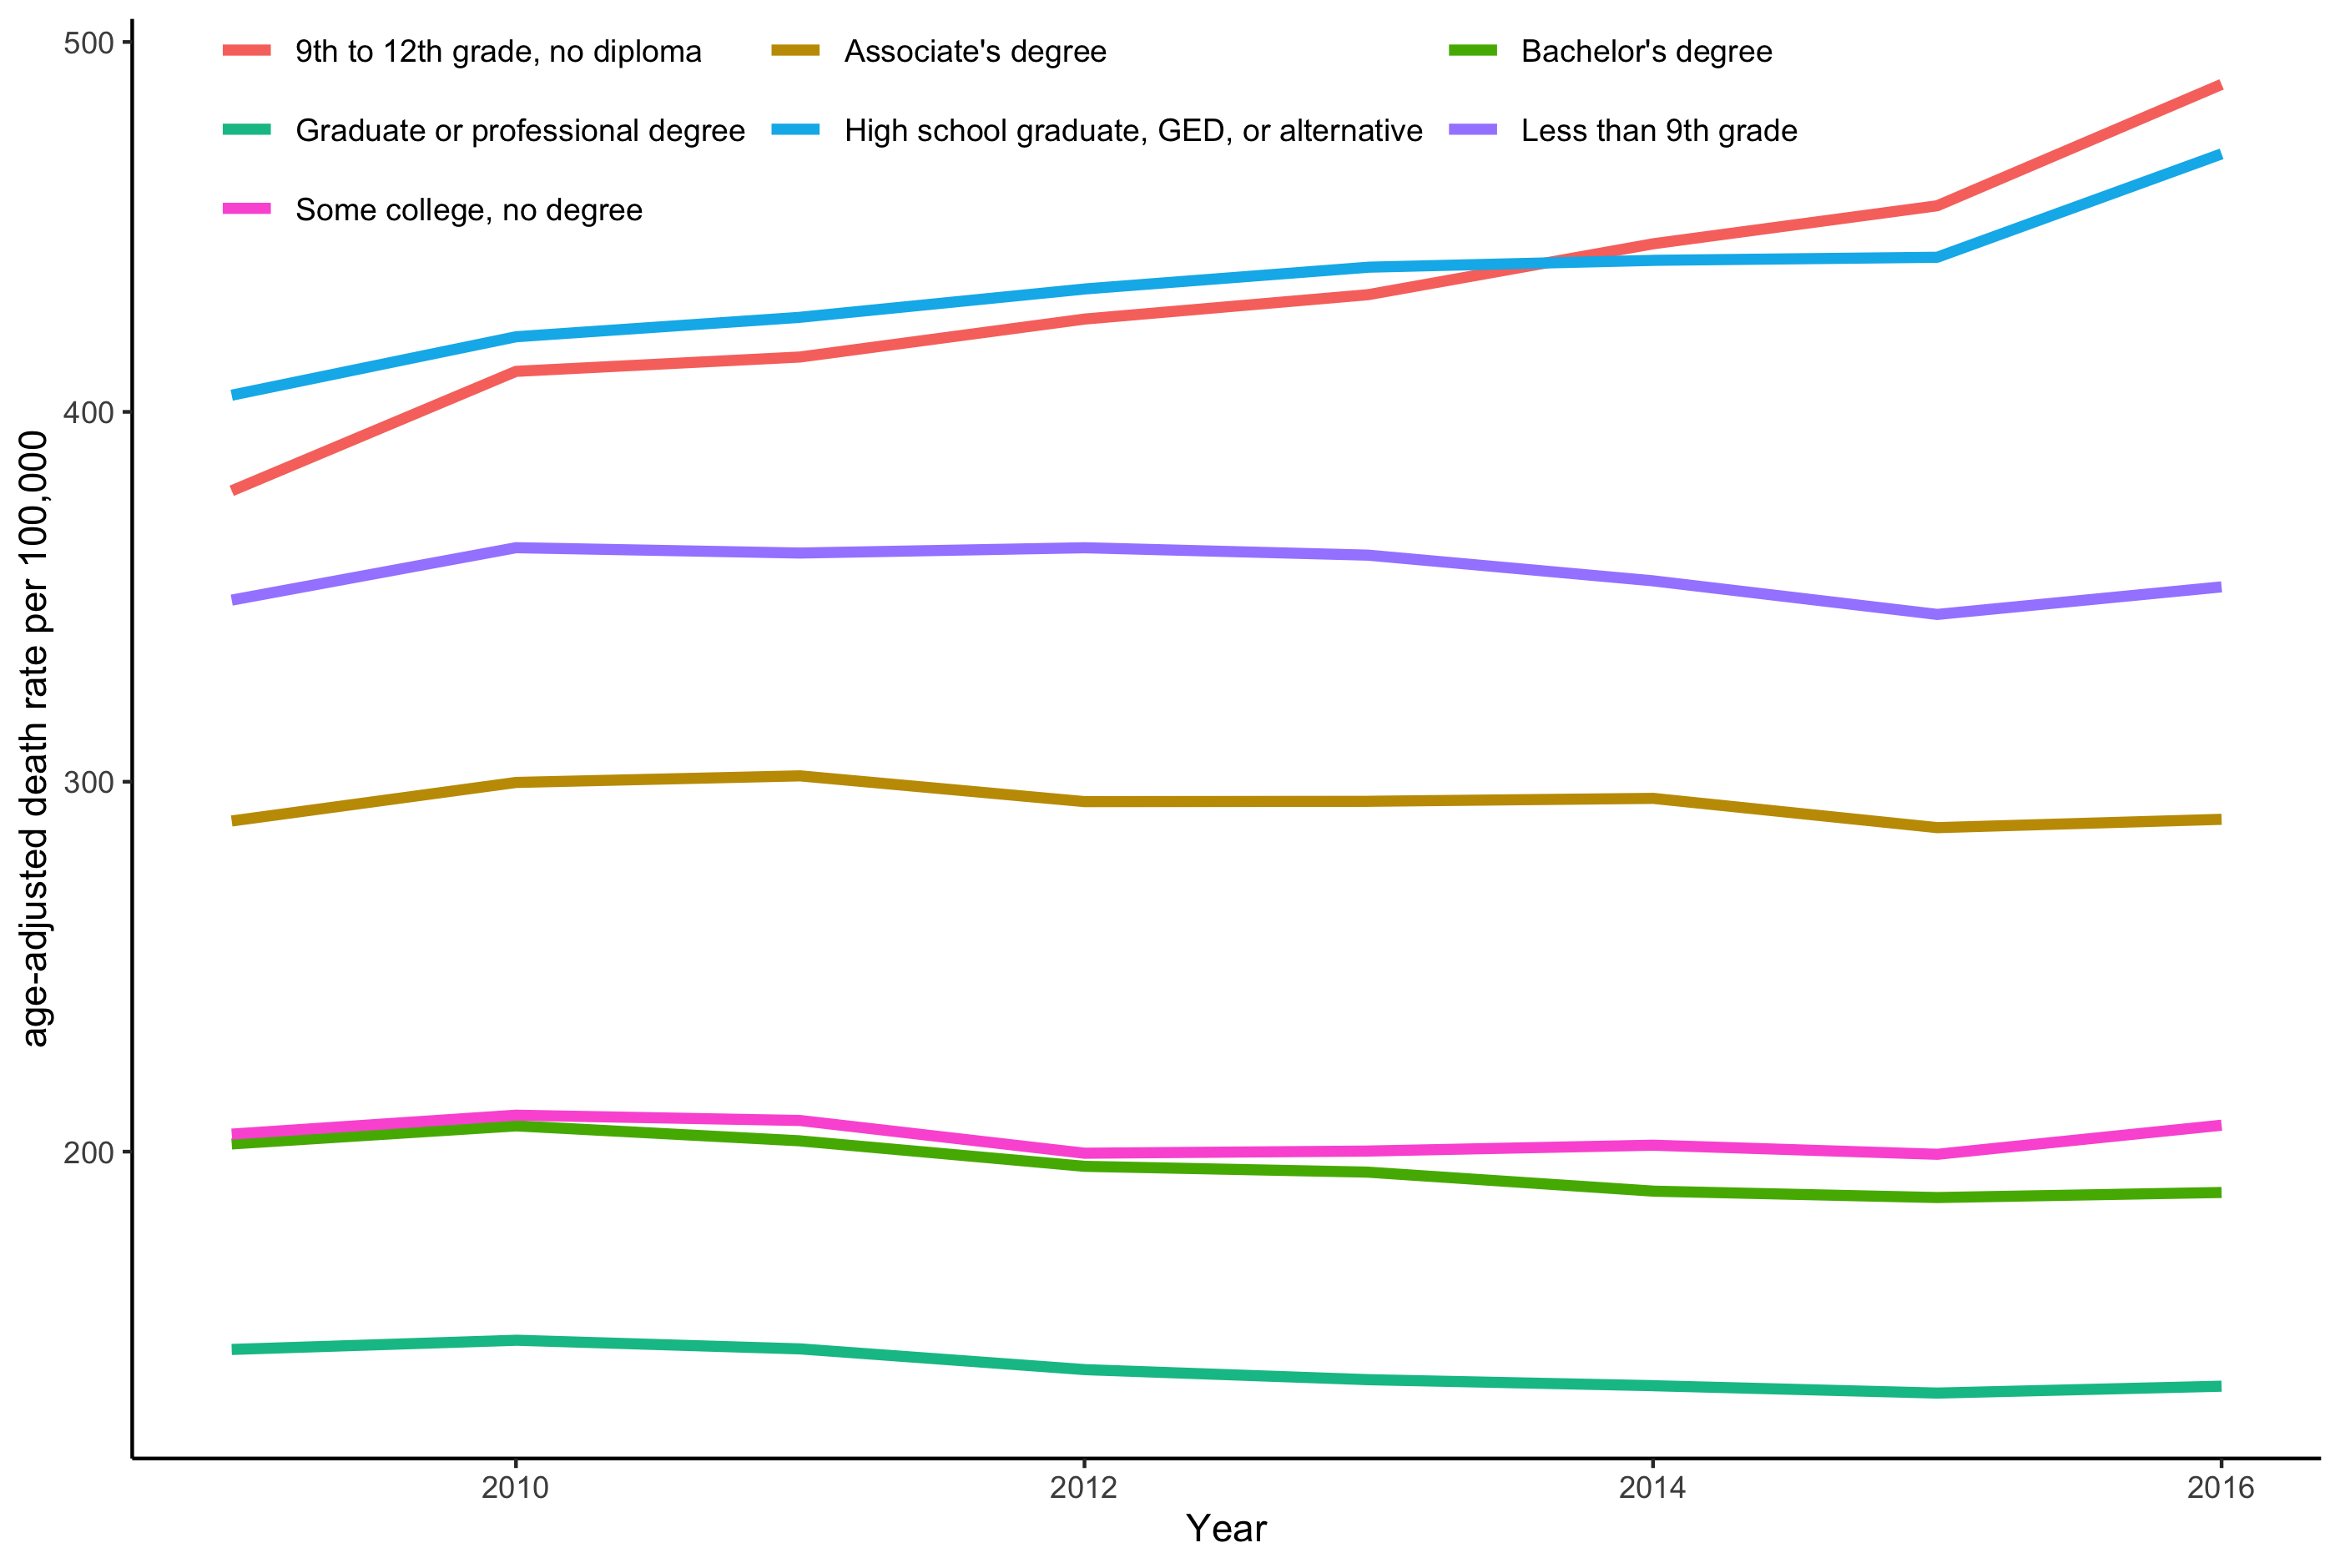 500
9th to 12th grade, no diploma
Associate's degree
Bachelor's degree
Graduate or professional degree
High school graduate, GED, or alternative
Less than 9th grade
Some college, no degree
400
300
200
age-adjusted death rate per 100,000
2010
2012
2014
2016
Year